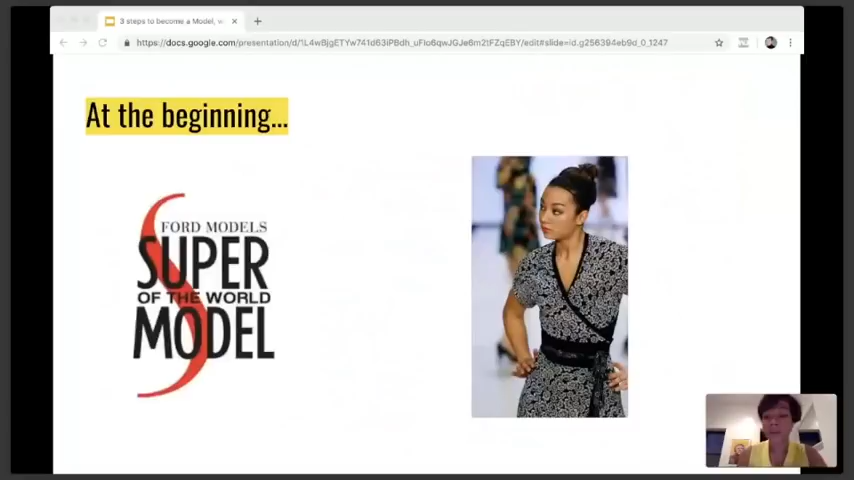 3 steps to become a Model, w
https://docs.google.com/presentation/d/1L4wBjgETYw741d63iPBdh_uFIo6qwJGJe6m2tFZqEBY/edit#slide=id.g256394eb9d_0_1247
At the beginning...
FORD MODELS
SUPER
OF THE WORLD
MODEL